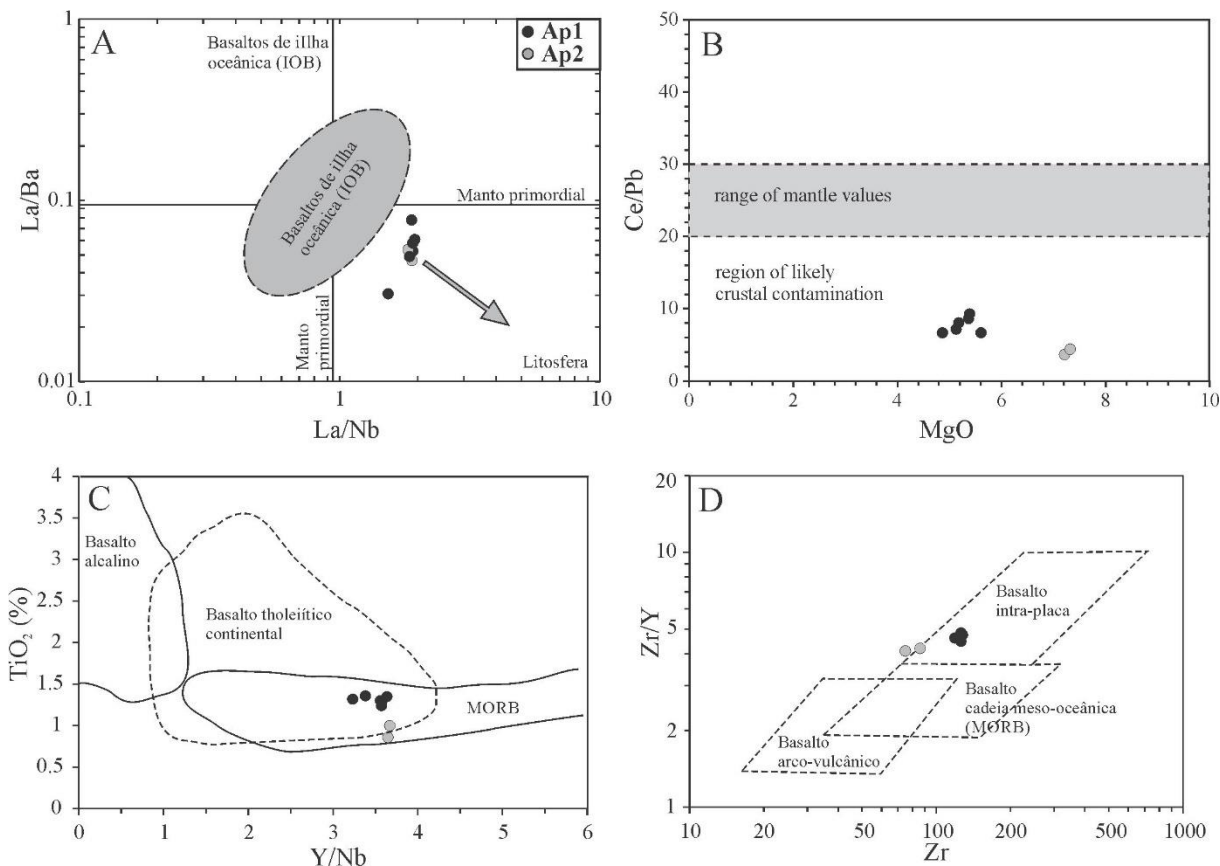 A
Basaltos de iIlha
oceânica (IOB)
Ap1
Ap2
Basaltos de iIlha
oceânica (IOB)
Manto primordial
Manto
primordial
Litosfera
La/Ba
1
0.1
0.01
0.1
1
10
La/Nb
B
range of mantle values
region of likely
crustal contamination
Ce/Pb
50
40
30
20
10
0
0
2
4
6
8
10
MgO
C
Basalto
alcalino
Basalto tholeiítico
continental
MORB
TiO2 (%)
4
3.5
3
2.5
2
1.5
1
0.5
0
0
1
2
3
4
5
6
Y/Nb
D
Basalto
intra-placa
Basalto
cadeia meso-oceânica
(MORB)
Basalto
arco-vulcânico
Zr/Y
20
10
5
2
1
10
20
50
100
200
500
1000
Zr